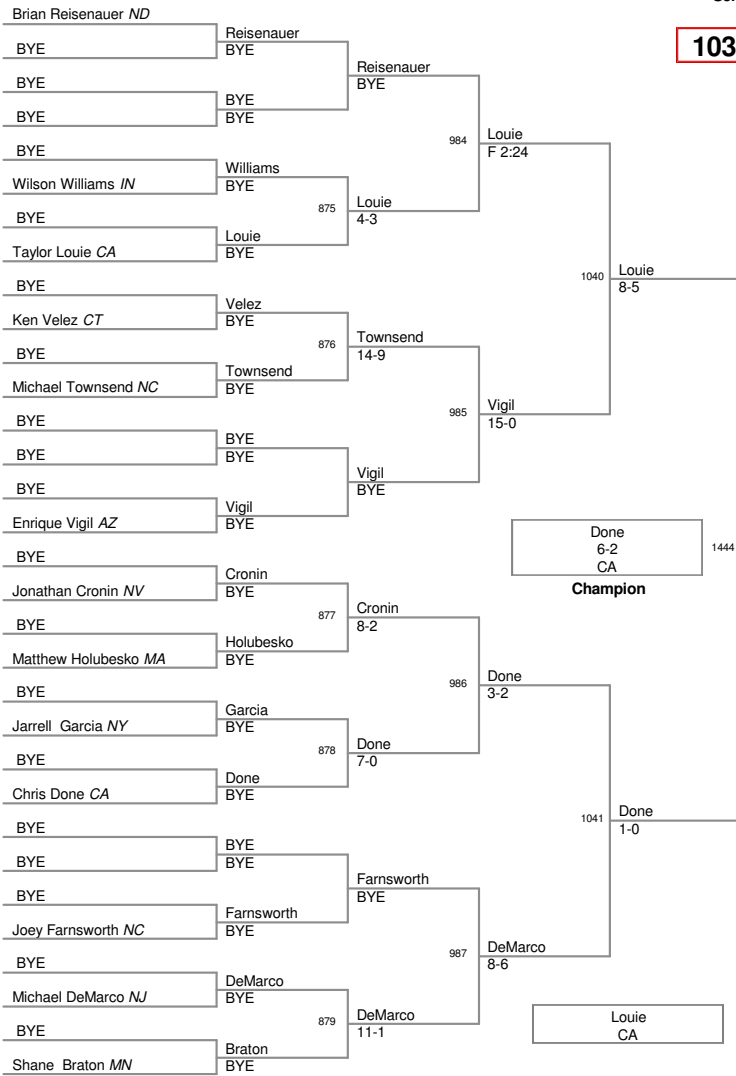 Brian Reisenauer ND
BYE
BYE
BYE
BYE
Wilson Williams IN
BYE
Taylor Louie CA
BYE
Ken Velez CT
BYE
Michael Townsend NC
BYE
BYE
BYE
Enrique Vigil AZ
BYE
Jonathan Cronin NV
BYE
Matthew Holubesko MA
BYE
Jarrell Garcia NY
BYE
Chris Done CA
BYE
BYE
BYE
Joey Farnsworth NC
BYE
Michael DeMarco NJ
BYE
Shane Braton MN
Reisenauer
BYE
BYE
BYE
Williams
BYE
Louie
BYE
Velez
BYE
Townsend
BYE
BYE
BYE
Vigil
BYE
Cronin
BYE
Holubesko
BYE
Garcia
BYE
Done
BYE
BYE
BYE
Farnsworth
BYE
DeMarco
BYE
Braton
BYE
Reisenauer
BYE
875
Louie
4-3
876
Townsend
14-9
Vigil
BYE
877
Cronin
8-2
878
Done
7-0
Farnsworth
BYE
879
DeMarco
11-1
984
Louie
F 2:24
985
Vigil
15-0
986
Done
3-2
987
DeMarco
8-6
1040
Louie
8-5
1041
Done
1-0
103
Done
6-2
CA
1444
Champion
Louie
CA